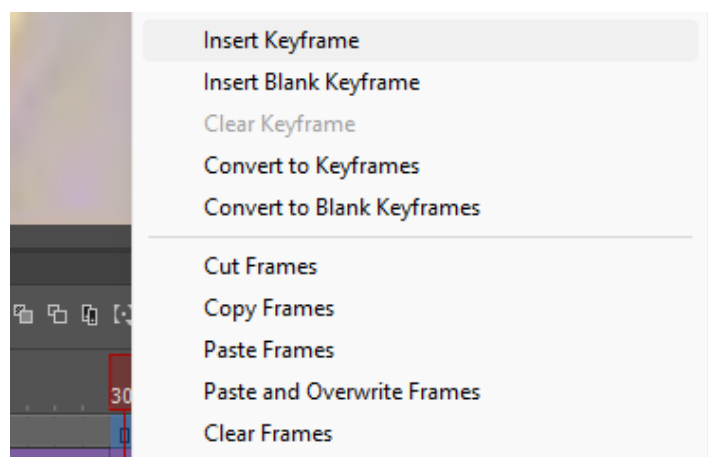 Insert Keyframe
Insert Blank Keyframe
Clear Keyframe
Convert to Keyframes
Convert to Blank Keyframes
Cut Frames
Copy Frames
Paste Frames
30
Paste and Overwrite Frames
Clear Frames